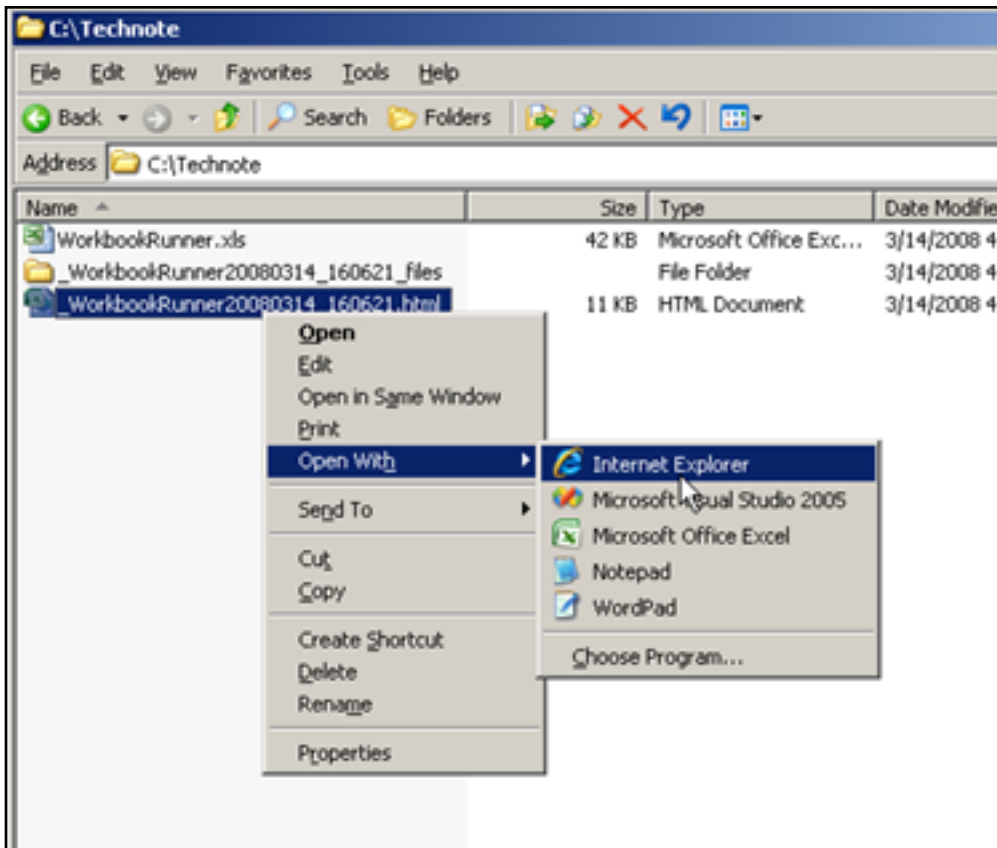 C:\Technote
File Edit View Favorites Tools Help
Back Search Folders
Address C:\Technote
Name Size Type Date Modifie
WorkbookRunner.xls 42 KB Microsoft Office Exc... 3/14/2008 4
_WorkbookRunner20080314_160621_files File Folder 3/14/2008 4
_WorkbookRunner20080314_160621.html 11 KB HTML Document 3/14/2008 4
Open
Edit
Open in Same Window
Print
Open With
Internet Explorer
Microsoft Visual Studio 2005
Microsoft Office Excel
Notepad
WordPad
Choose Program...
Send To
Cut
Copy
Create Shortcut
Delete
Rename
Properties